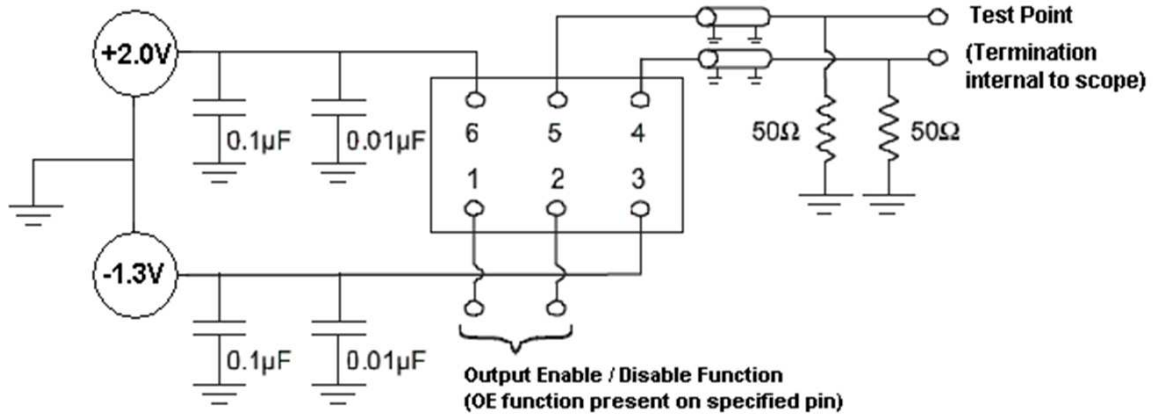 +2.0V
Test Point
(Termination
internal to scope)
0.1µF
0.01µF
6
5
4
50Ω
50Ω
1
2
3
-1.3V
0.1µF
0.01µF
Output Enable / Disable Function
(OE function present on specified pin)